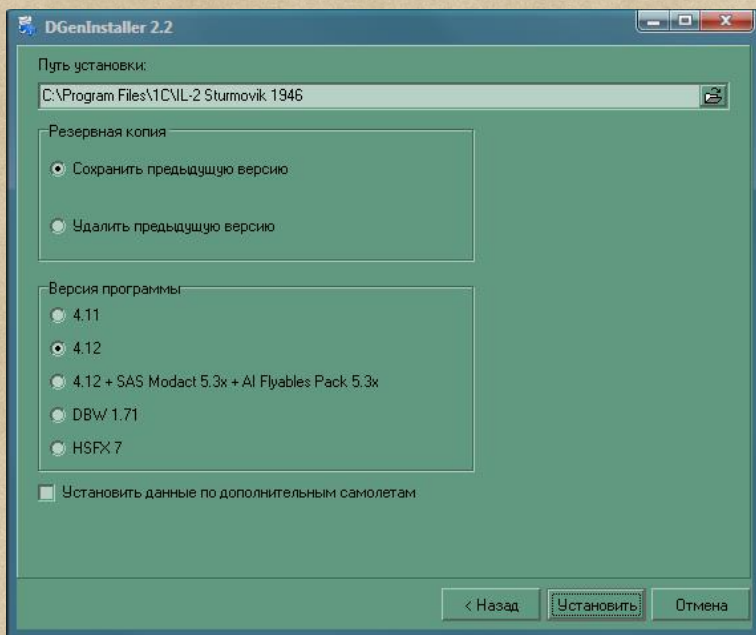 DGenInstaller 2.2
Путь установки:
C:\Program Files\1C\IL-2 Sturmovik 1946
Резервная копия
Сохранить предыдущую версию
Удалить предыдущую версию
Версия программы
4.11
4.12
4.12 + SAS Modact 5.3x + AI Flyables Pack 5.3x
DBW 1.71
HSFX 7
Установить данные по дополнительным самолетам
< Назад
Установить
Отмена